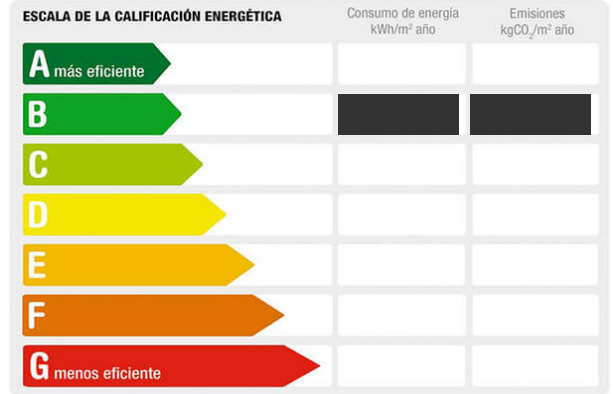 ESCALA DE LA CALIFICACIÓN ENERGÉTICA
Consumo de energía
kWh/m² año
Emisiones
kgCO₂/m² año
A más eficiente
B
C
D
E
F
G menos eficiente